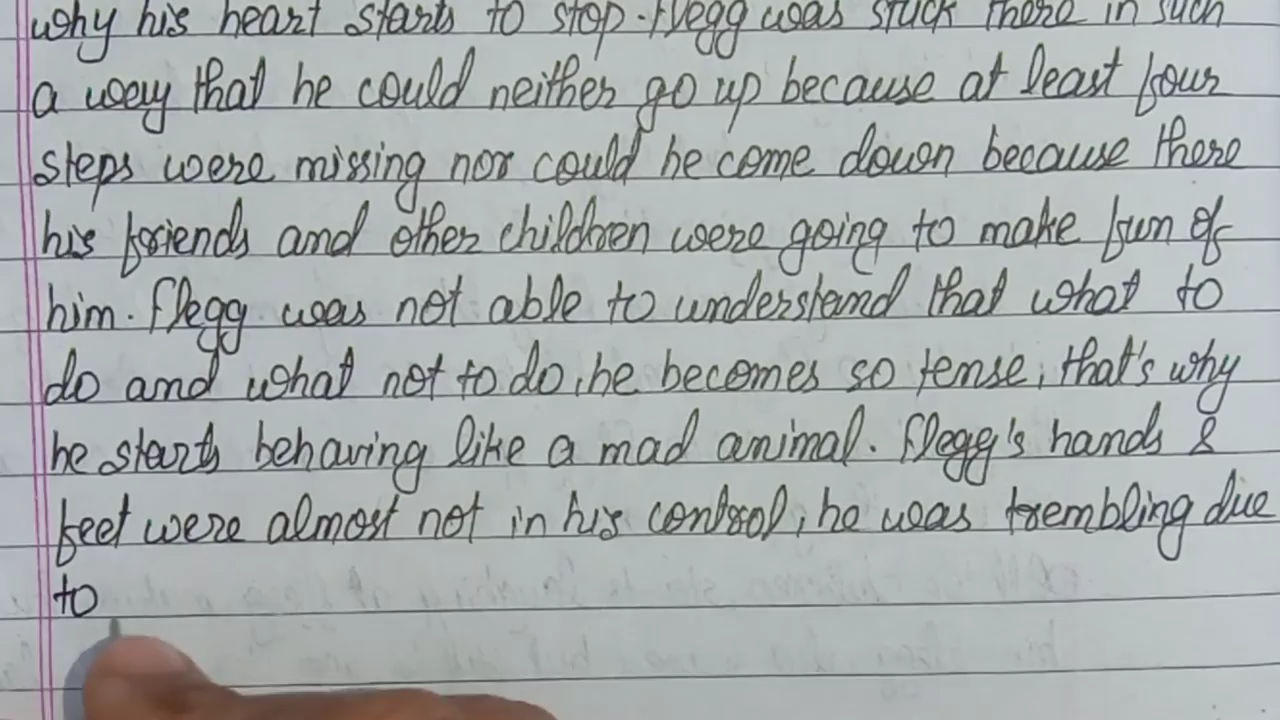 why his heart starts to stop. Flegg was stuck there in such
a way that he could neither go up because at least four
steps were missing nor could he come down because there
his friends and other children were going to make fun of
him. Flegg was not able to understand that what to
do and what not to do, he becomes so tense, that's why
he starts behaving like a mad animal. Flegg's hands &
feet were almost not in his control, he was trembling due
to